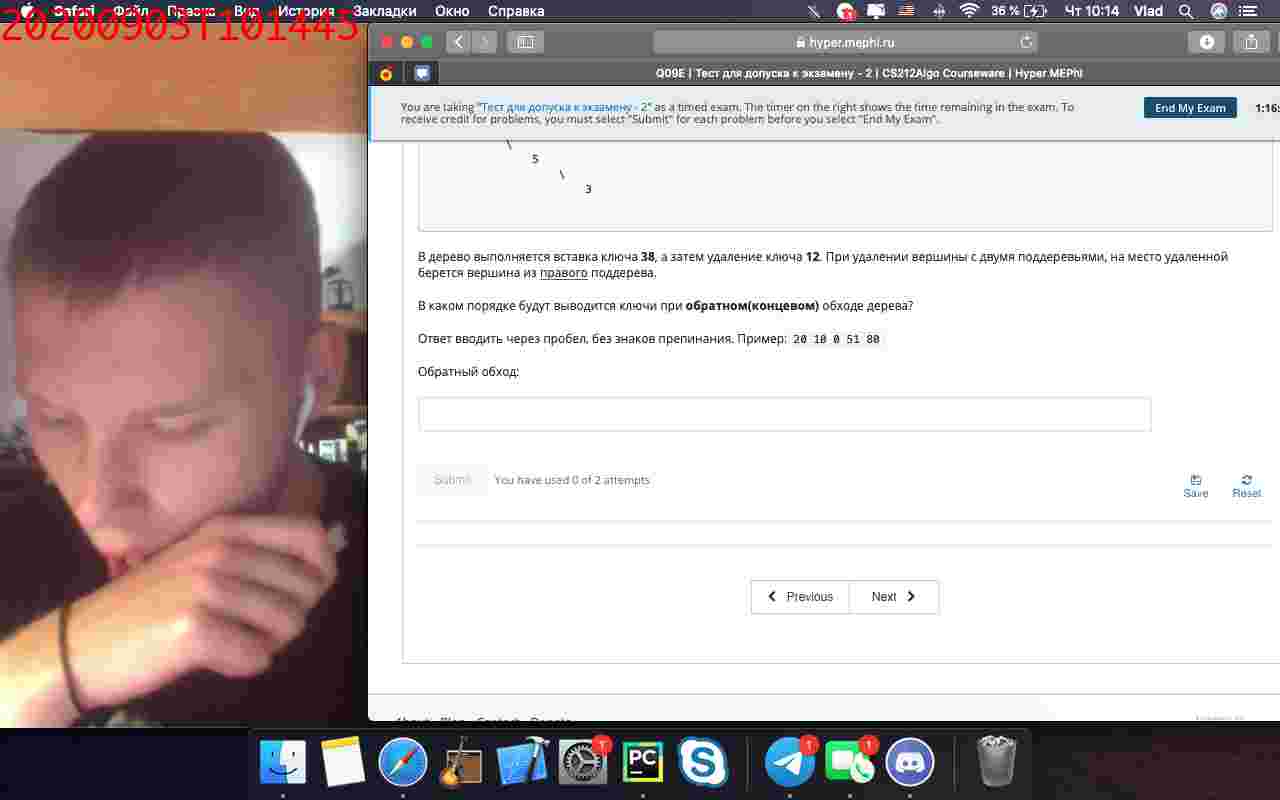 Safari Файл Правка Вид История Закладки Окно Справка 36 % Чт 10:14 Vlad
20200903T101445
hyper.mephi.ru
Q09E | Тест для допуска к экзамену - 2 | CS212Algo Courseware | Hyper.MEPhI
You are taking "Тест для допуска к экзамену - 2" as a timed exam. The timer on the right shows the time remaining in the exam. To
receive credit for problems, you must select "Submit" for each problem before you select "End My Exam".
End My Exam
1:16:
\
5
\
3
В дерево выполняется вставка ключа 38, а затем удаление ключа 12. При удалении вершины с двумя поддеревьями, на место удаленной
берется вершина из правого поддерева.
В каком порядке будут выводится ключи при обратном(концевом) обходе дерева?
Ответ вводить через пробел, без знаков препинания. Пример: 20 10 0 51 80
Обратный обход:
Submit You have used 0 of 2 attempts
Save Reset
Previous Next
About Blog Contact Donate
1
PC
1
1